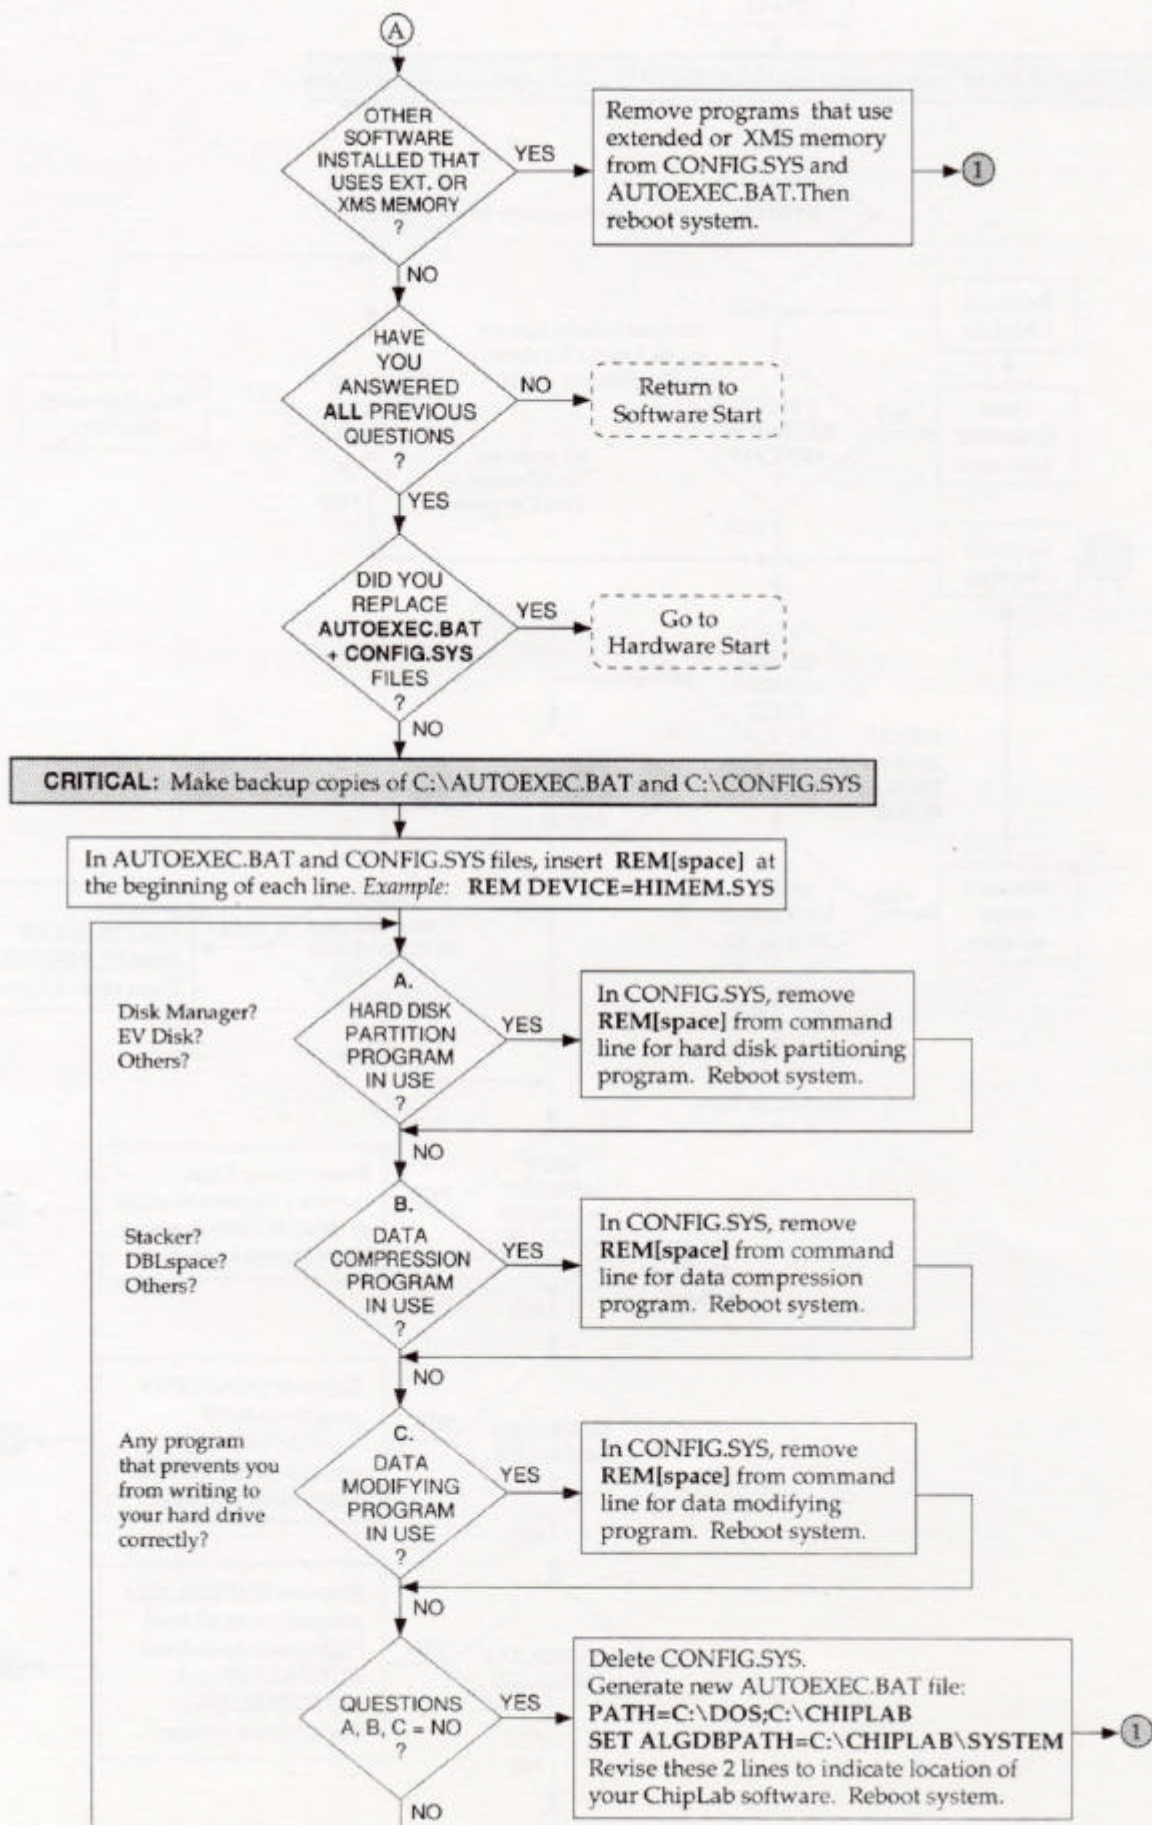 A
OTHER
SOFTWARE
INSTALLED THAT
USES EXT. OR
XMS MEMORY
?
YES
Remove programs that use
extended or XMS memory
from CONFIG.SYS and
AUTOEXEC.BAT.Then
reboot system.
1
NO
HAVE
YOU
ANSWERED
ALL PREVIOUS
QUESTIONS
?
NO
Return to
Software Start
YES
DID YOU
REPLACE
AUTOEXEC.BAT
+ CONFIG.SYS
FILES
?
YES
Go to
Hardware Start
NO
CRITICAL: Make backup copies of C:\AUTOEXEC.BAT and C:\CONFIG.SYS
In AUTOEXEC.BAT and CONFIG.SYS files, insert REM[space] at
the beginning of each line. Example: REM DEVICE=HIMEM.SYS
Disk Manager?
EV Disk?
Others?
A.
HARD DISK
PARTITION
PROGRAM
IN USE
?
YES
In CONFIG.SYS, remove
REM[space] from command
line for hard disk partitioning
program. Reboot system.
NO
Stacker?
DBLspace?
Others?
B.
DATA
COMPRESSION
PROGRAM
IN USE
?
YES
In CONFIG.SYS, remove
REM[space] from command
line for data compression
program. Reboot system.
NO
Any program
that prevents you
from writing to
your hard drive
correctly?
C.
DATA
MODIFYING
PROGRAM
IN USE
?
YES
In CONFIG.SYS, remove
REM[space] from command
line for data modifying
program. Reboot system.
NO
QUESTIONS
A, B, C = NO
?
YES
Delete CONFIG.SYS.
Generate new AUTOEXEC.BAT file:
PATH=C:\DOS;C:\CHIPLAB
SET ALGDBPATH=C:\CHIPLAB\SYSTEM
Revise these 2 lines to indicate location of
your ChipLab software. Reboot system.
1
NO